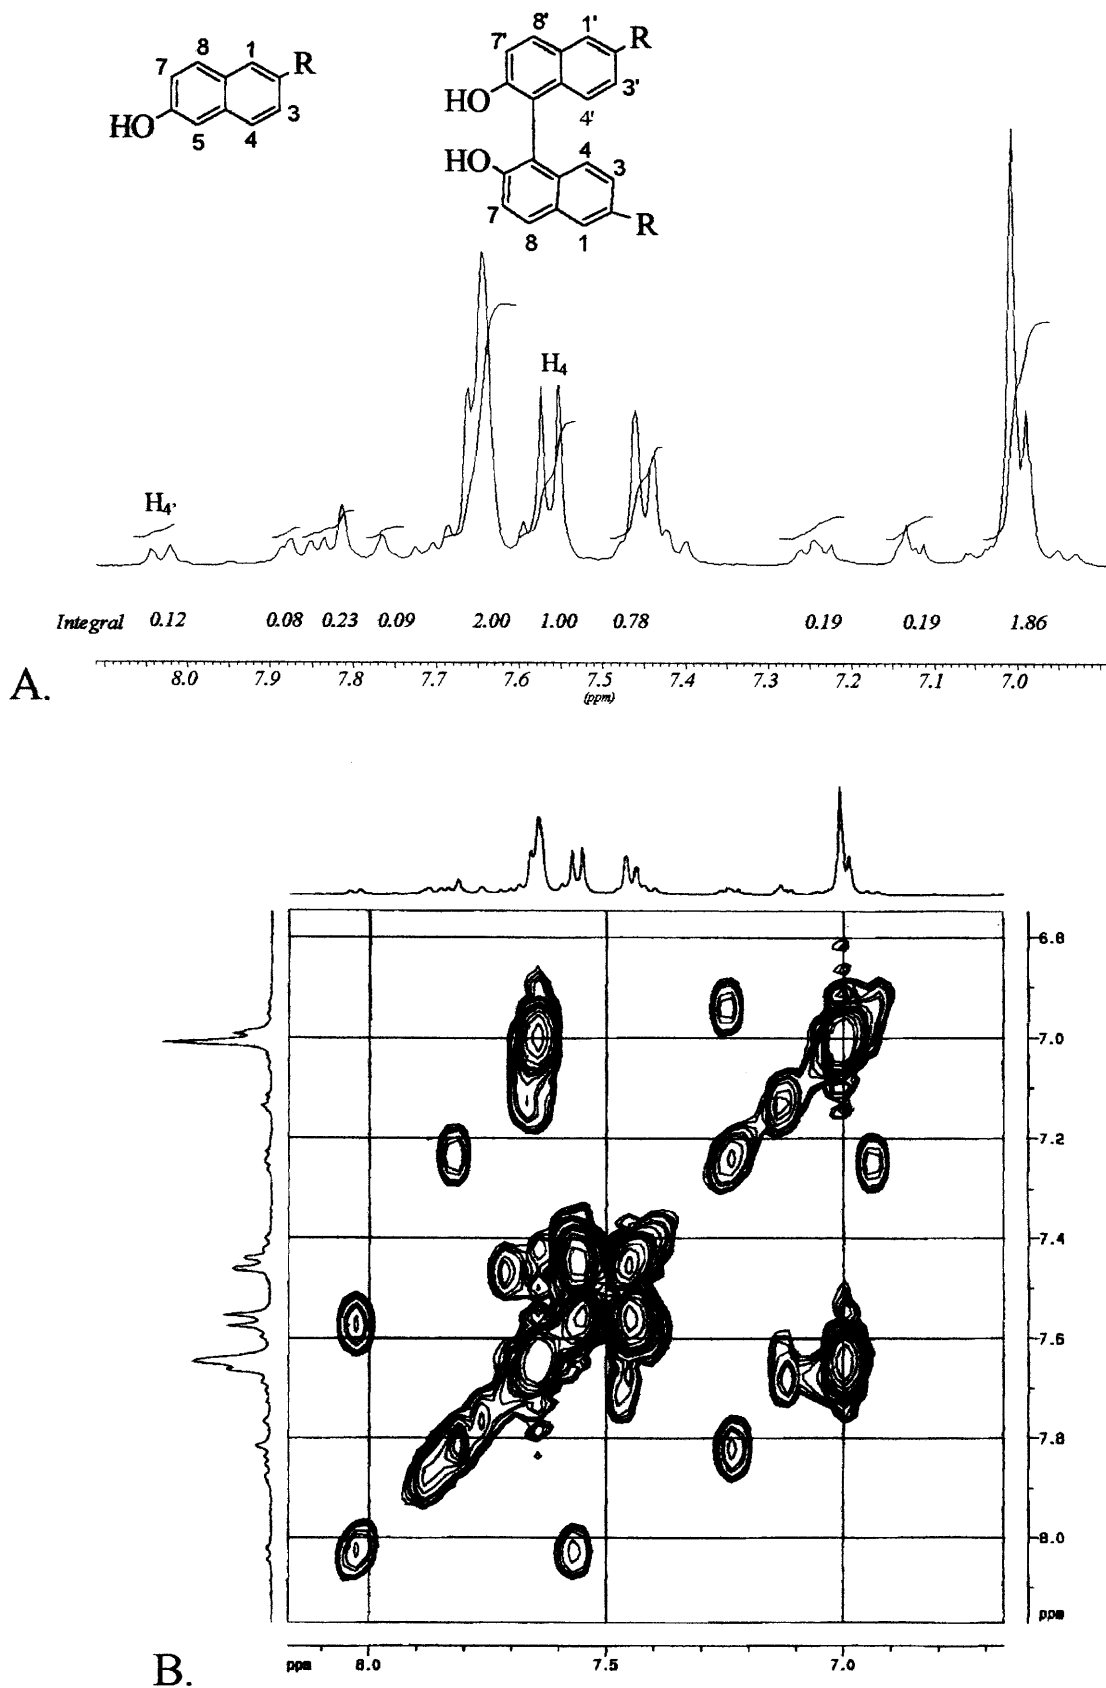 8' 1'
8 1 R 7' R
7 3'
HO 3 HO 4'
5 4
HO 4
3
7
R
8 1
H4
H4'
Integral 0.12 0.08 0.23 0.09 2.00 1.00 0.78 0.19 0.19 1.86
8.0 7.9 7.8 7.7 7.6 7.5 7.4 7.3 7.2 7.1 7.0
(ppm)
A.
6.8
7.0
7.2
7.4
7.6
7.8
8.0
ppm
ppm 8.0 7.5 7.0
B.